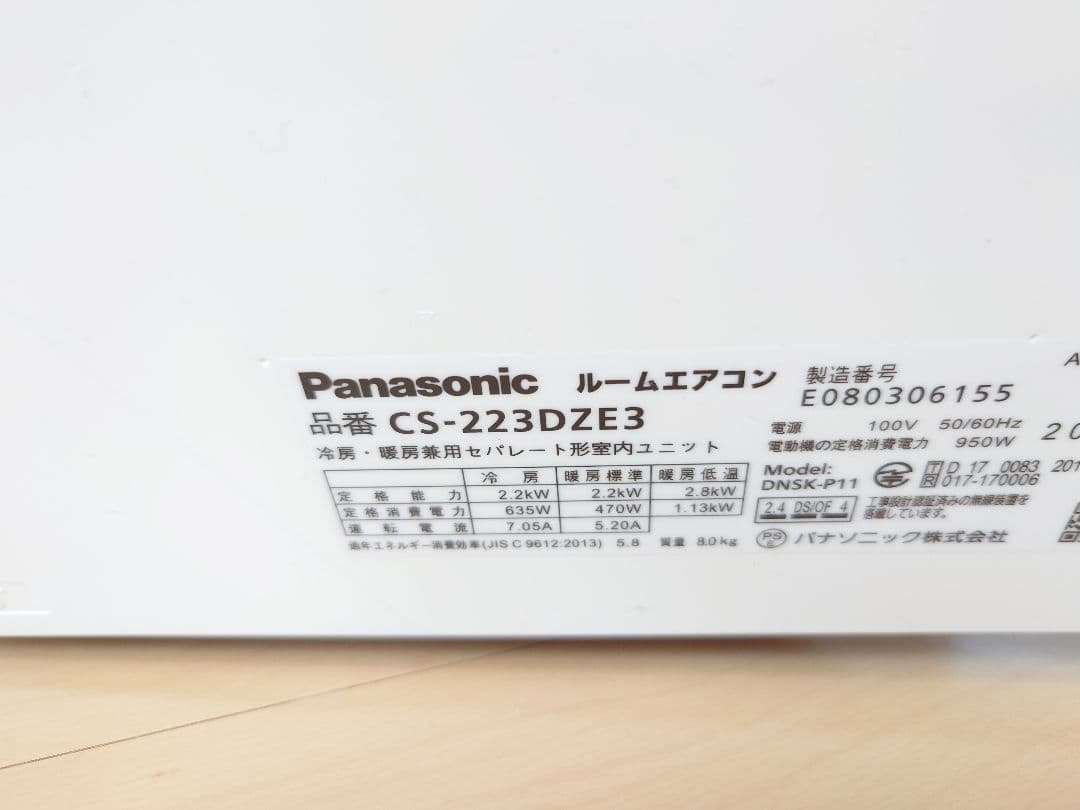 Panasonic ルームエアコン
品番 CS-223DZE3
冷房・暖房兼用セパレート形室内ユニット
冷房 暖房標準 暖房低温
定格能力 2.2kW 2.2kW 2.8kW
定格消費電力 635W 470W 1.13kW
運転電流 7.05A 5.20A
通年エネルギー消費効率(JIS C 9612:2013) 5.8 質量 8.0kg
製造番号
E080306155
電源 100V 50/60Hz
電動機の定格消費電力 950W
Model:
DNSK-P11
T D 17 0083
R 017-170006
2.4 DS/OF 4
工事設計認証済みの無線装置を
搭載しています。
PS E パナソニック株式会社
A
20
201